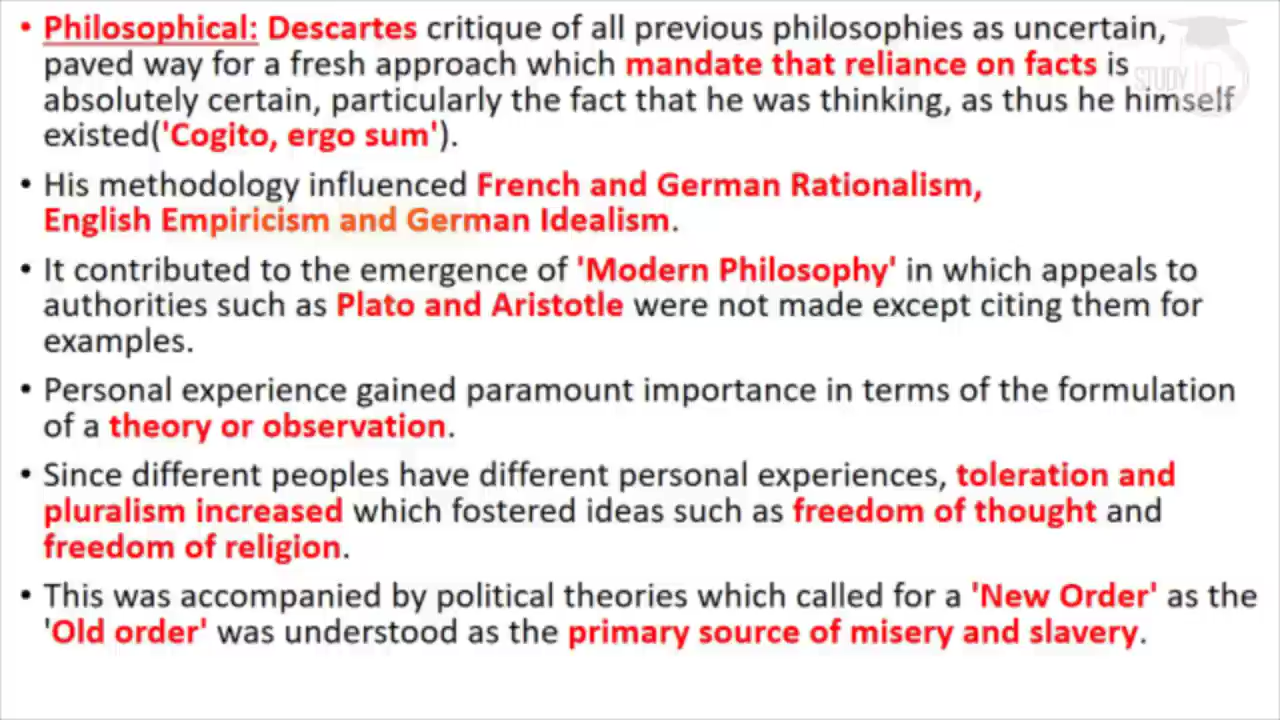 • Philosophical: Descartes critique of all previous philosophies as uncertain,
paved way for a fresh approach which mandate that reliance on facts is
absolutely certain, particularly the fact that he was thinking, as thus he himself
existed('Cogito, ergo sum').
• His methodology influenced French and German Rationalism,
English Empiricism and German Idealism.
• It contributed to the emergence of 'Modern Philosophy' in which appeals to
authorities such as Plato and Aristotle were not made except citing them for
examples.
• Personal experience gained paramount importance in terms of the formulation
of a theory or observation.
• Since different peoples have different personal experiences, toleration and
pluralism increased which fostered ideas such as freedom of thought and
freedom of religion.
• This was accompanied by political theories which called for a 'New Order' as the
'Old order' was understood as the primary source of misery and slavery.
STUDY IQ